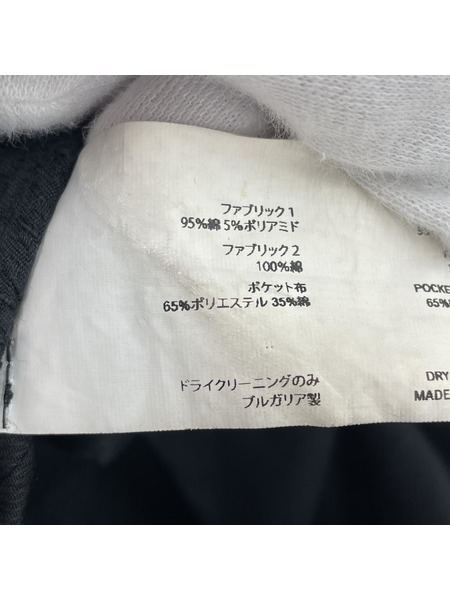 ファブリック 1
95%綿 5%ポリアミド
ファブリック 2
100%綿
ポケット布
65%ポリエステル 35%綿
ドライクリーニングのみ
ブルガリア製
POCKE
65%
DRY
MADE